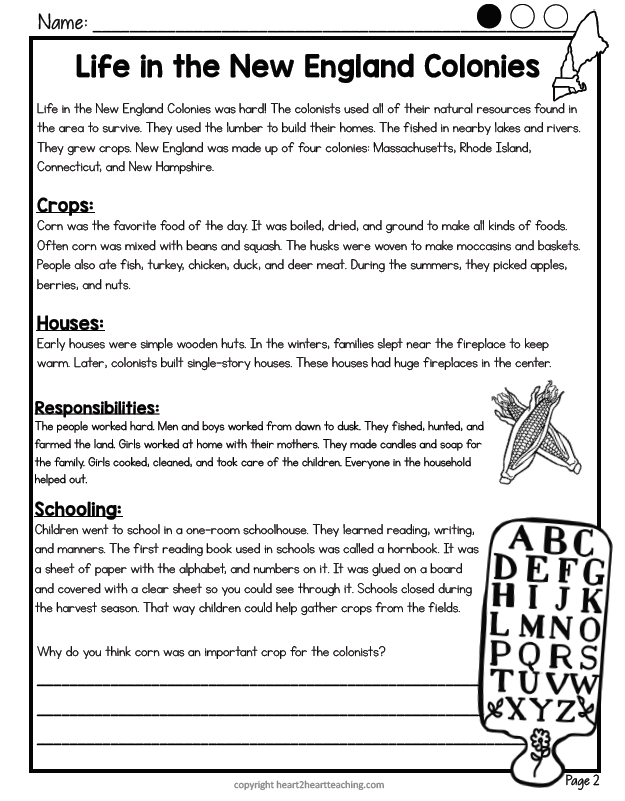 Name:
Life in the New England Colonies
Life in the New England Colonies was hard! The colonists used all of their natural resources found in
the area to survive. They used the lumber to build their homes. The fished in nearby lakes and rivers.
They grew crops. New England was made up of four colonies: Massachusetts, Rhode Island,
Connecticut, and New Hampshire.
Crops:
Corn was the favorite food of the day. It was boiled, dried, and ground to make all kinds of foods.
Often corn was mixed with beans and squash. The husks were woven to make moccasins and baskets.
People also ate fish, turkey, chicken, duck, and deer meat. During the summers, they picked apples,
berries, and nuts.
Houses:
Early houses were simple wooden huts. In the winters, families slept near the fireplace to keep
warm. Later, colonists built single-story houses. These houses had huge fireplaces in the center.
Responsibilities:
The people worked hard. Men and boys worked from dawn to dusk. They fished, hunted, and
farmed the land. Girls worked at home with their mothers. They made candles and soap for
the family. Girls cooked, cleaned, and took care of the children. Everyone in the household
helped out.
Schooling:
Children went to school in a one-room schoolhouse. They learned reading, writing,
and manners. The first reading book used in schools was called a hornbook. It was
a sheet of paper with the alphabet, and numbers on it. It was glued on a board
and covered with a clear sheet so you could see through it. Schools closed during
the harvest season. That way children could help gather crops from the fields.
Why do you think corn was an important crop for the colonists?
A B C
D E F G
H I J K
L M N O
P Q R S
T U V W
X Y Z
Page 2
copyright heart2heartteaching.com